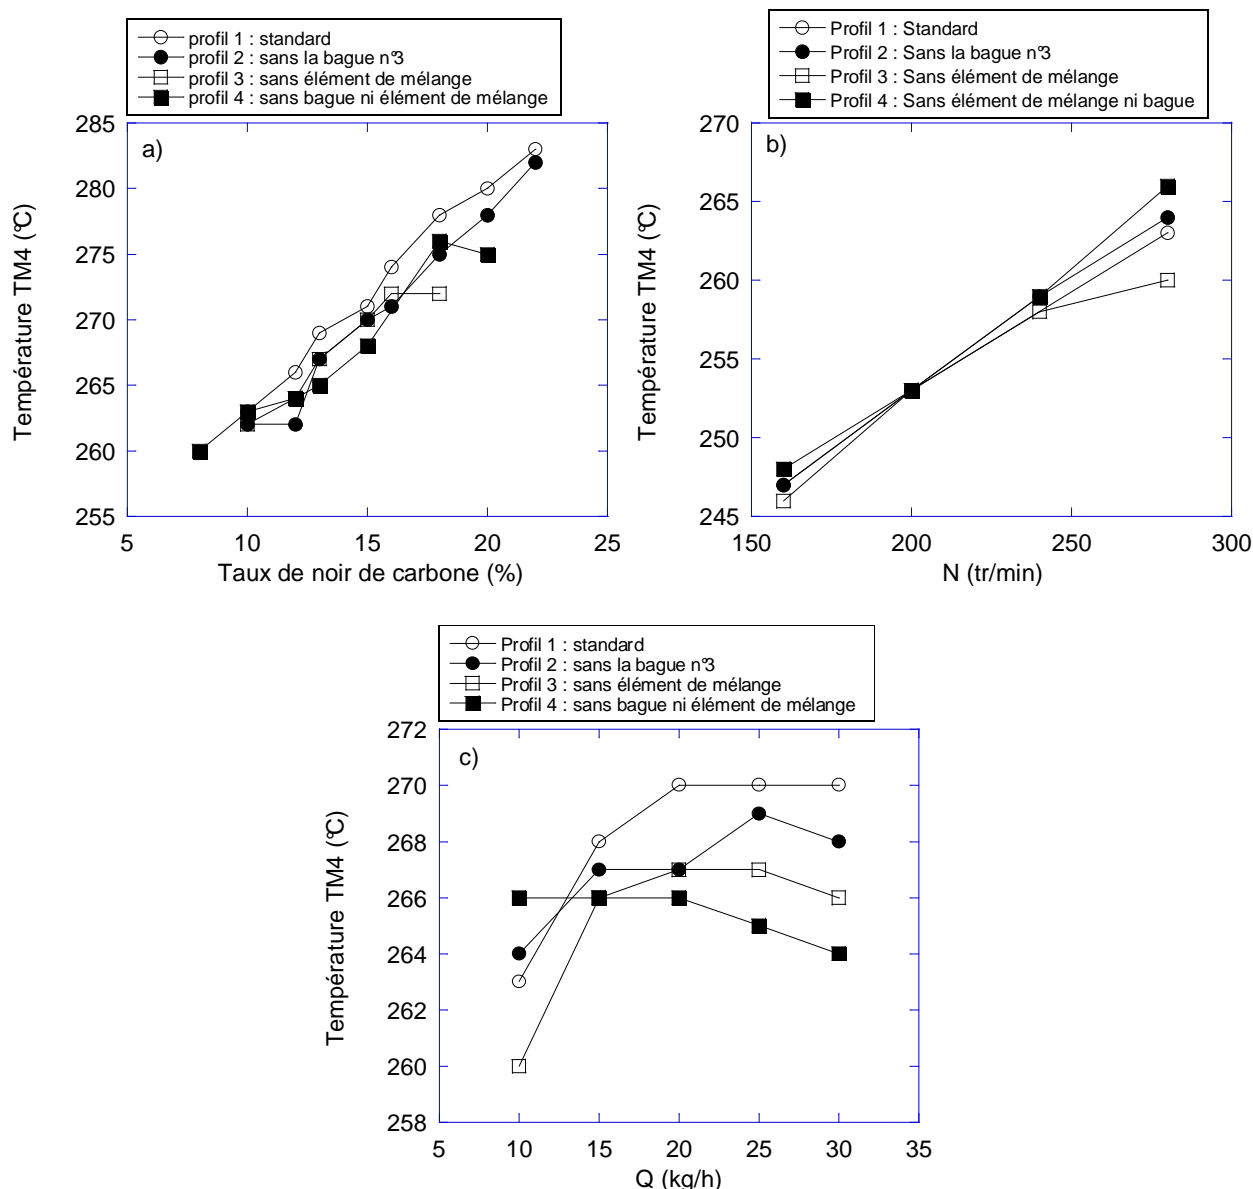 profil 1 : standard
profil 2 : sans la bague n°3
profil 3 : sans élément de mélange
profil 4 : sans bague ni élément de mélange
285
280
275
270
265
260
255
a)
Température TM4 (°C)
5 10 15 20 25
Taux de noir de carbone (%)
Profil 1 : Standard
Profil 2 : Sans la bague n°3
Profil 3 : Sans élément de mélange
Profil 4 : Sans élément de mélange ni bague
270
265
260
255
250
245
b)
Température TM4 (°C)
150 200 250 300
N (tr/min)
Profil 1 : standard
Profil 2 : sans la bague n°3
Profil 3 : sans élément de mélange
Profil 4 : sans bague ni élément de mélange
272
270
268
266
264
262
260
258
c)
Température TM4 (°C)
5 10 15 20 25 30 35
Q (kg/h)